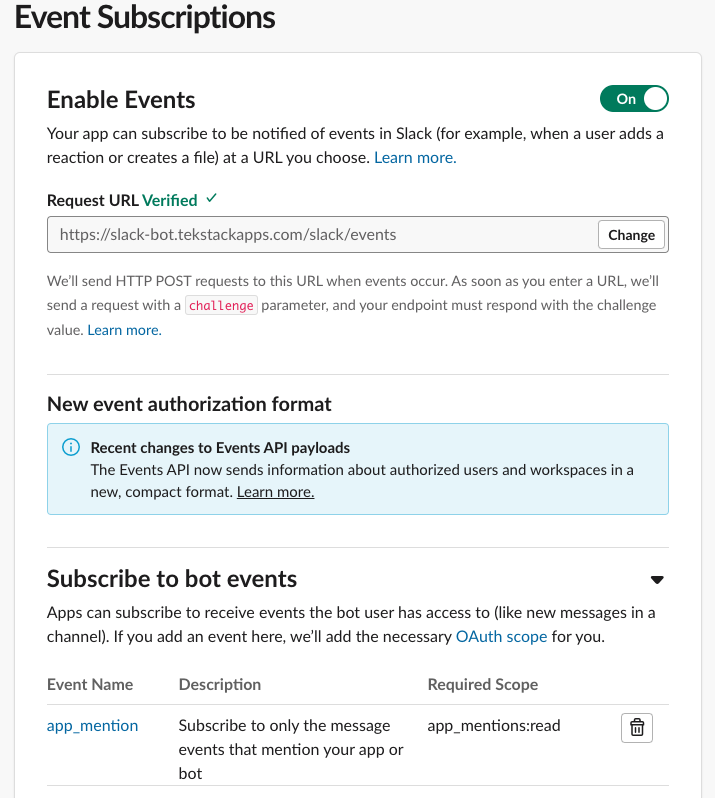 Event Subscriptions
Enable Events
On
Your app can subscribe to be notified of events in Slack (for example, when a user adds a
reaction or creates a file) at a URL you choose. Learn more.
Request URL Verified ✓
https://slack-bot.tekstackapps.com/slack/events
Change
We’ll send HTTP POST requests to this URL when events occur. As soon as you enter a URL, we’ll
send a request with a challenge parameter, and your endpoint must respond with the challenge
value. Learn more.
New event authorization format
Recent changes to Events API payloads
The Events API now sends information about authorized users and workspaces in a
new, compact format. Learn more.
Subscribe to bot events
Apps can subscribe to receive events the bot user has access to (like new messages in a
channel). If you add an event here, we’ll add the necessary OAuth scope for you.
Event Name Description Required Scope
app_mention Subscribe to only the message app_mentions:read
events that mention your app or
bot